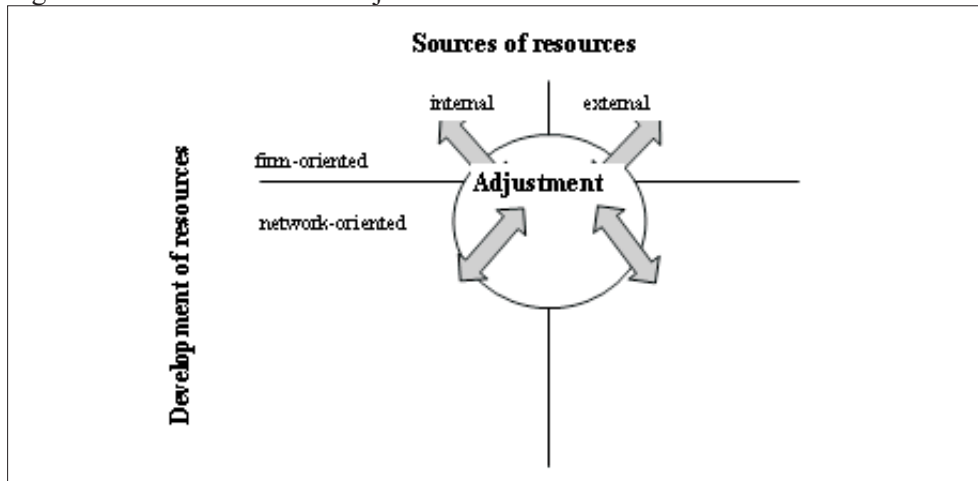 Sources of resources
internal external
firm-oriented
Adjustment
network-oriented
Development of resources